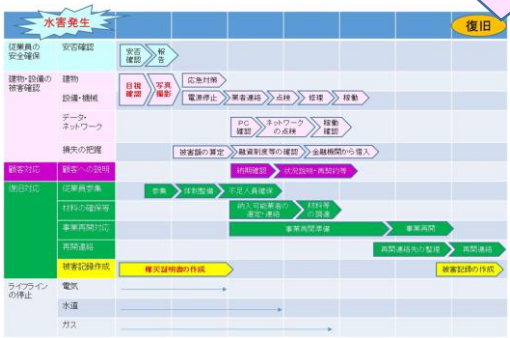 水害発生
復旧
従業員の
安全確保
安否確認
安否
確認
報
告
建物・設備の
被害確認
建物
目視
確認
写真
撮影
応急対策
設備・機械
電源停止
業者連絡
点検
修理
稼働
データ・
ネットワーク
PC
確認
ネットワーク
の点検
稼働
確認
損失の把握
被害額の算定
融資制度等の確認
金融機関から借入
顧客対応
顧客への説明
納期確認
状況説明・再契約等
復旧対応
従業員参集
参集
体制整備
不足人員確保
材料の確保等
納入可能業者の
選定・連絡
材料等
の調達
事業再開対応
事業再開準備
事業再開
再開連絡
再開連絡先の整理
再開連絡
被害記録作成
罹災証明書の作成
被害記録の作成
ライフライン
の停止
電気
水道
ガス